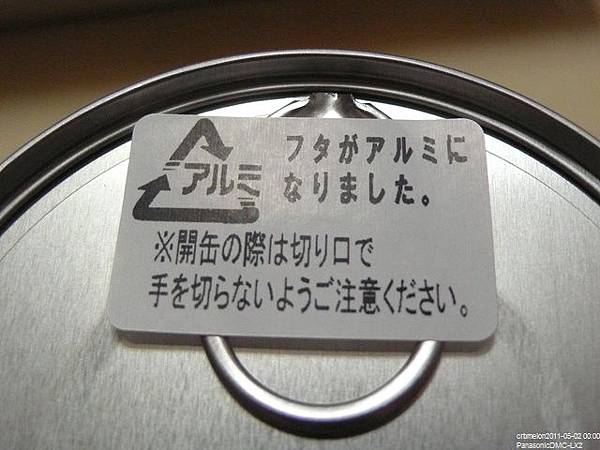 アルミ
フタがアルミに
なりました。
※開缶の際は切り口で
手を切らないようご注意ください。
crbmelon2011-05-02 00:00
PanasonicDMC-LX2